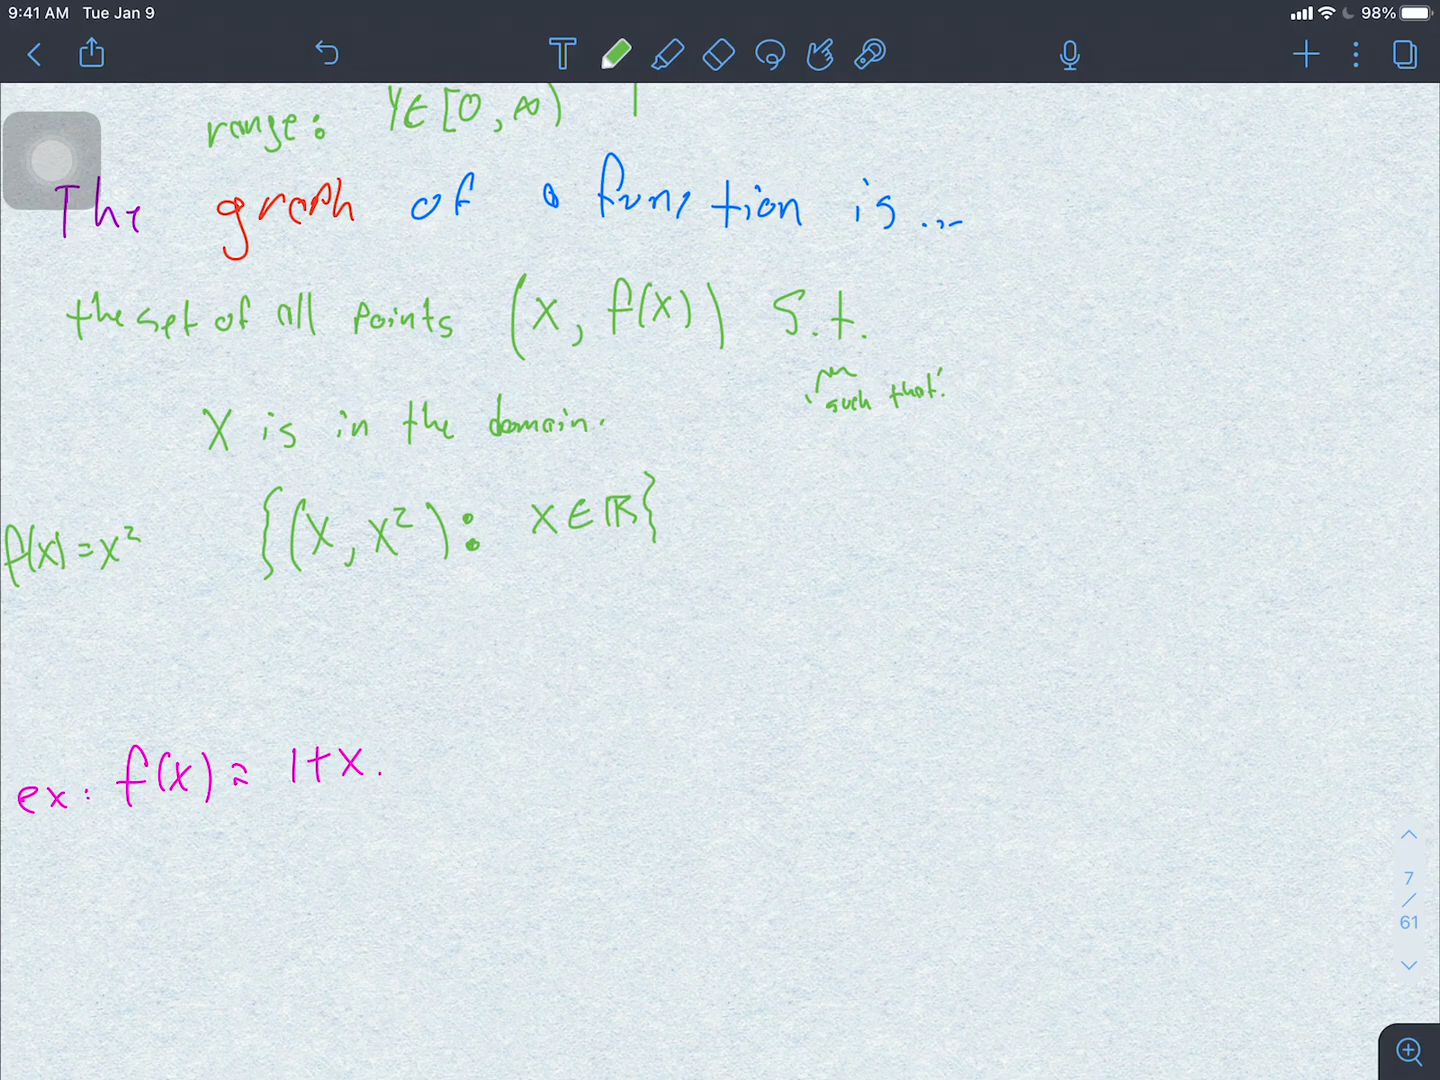 9:41 AM Tue Jan 9
98%
range: Y∈[0, ∞)
The graph of a function is...
the set of all points (x, f(x)) s.t.
"such that"
X is in the domain.
f(x) = x² {(x, x²): x∈ℝ}
ex: f(x) = 1+x.
7
/
61